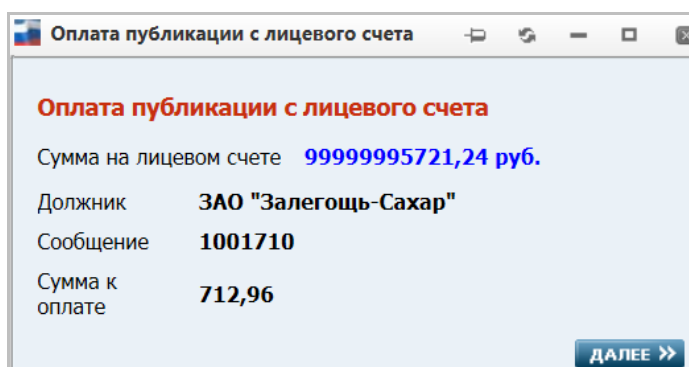 Оплата публикации с лицевого счета
Оплата публикации с лицевого счета
Сумма на лицевом счете 99999995721,24 руб.
Должник ЗАО "Залегощь-Сахар"
Сообщение 1001710
Сумма к
оплате 712,96
ДАЛЕЕ >>